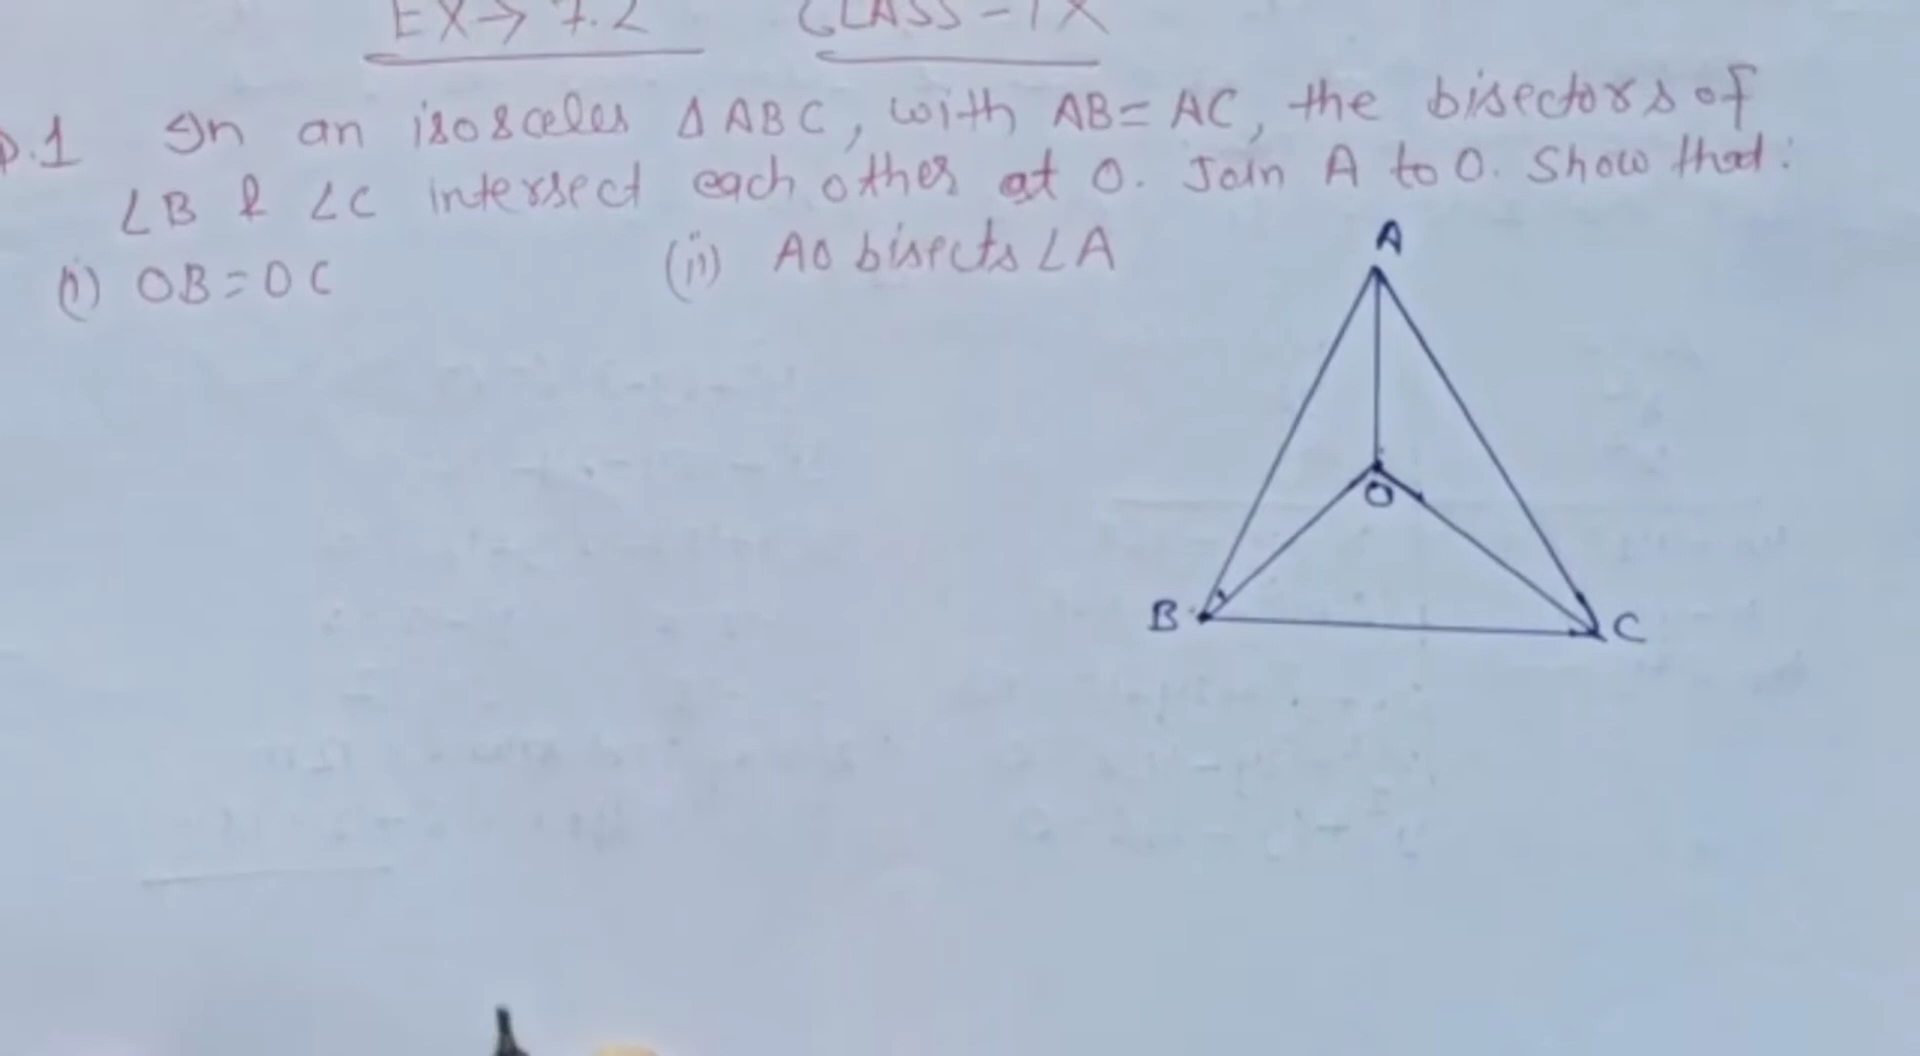 EX → 7.2 CLASS - IX
Q.1 In an isosceles Δ ABC, with AB = AC, the bisectors of
∠B & ∠C intersect each other at O. Join A to O. Show that:
(i) OB = OC (ii) AO bisects ∠A
A
O
B
C